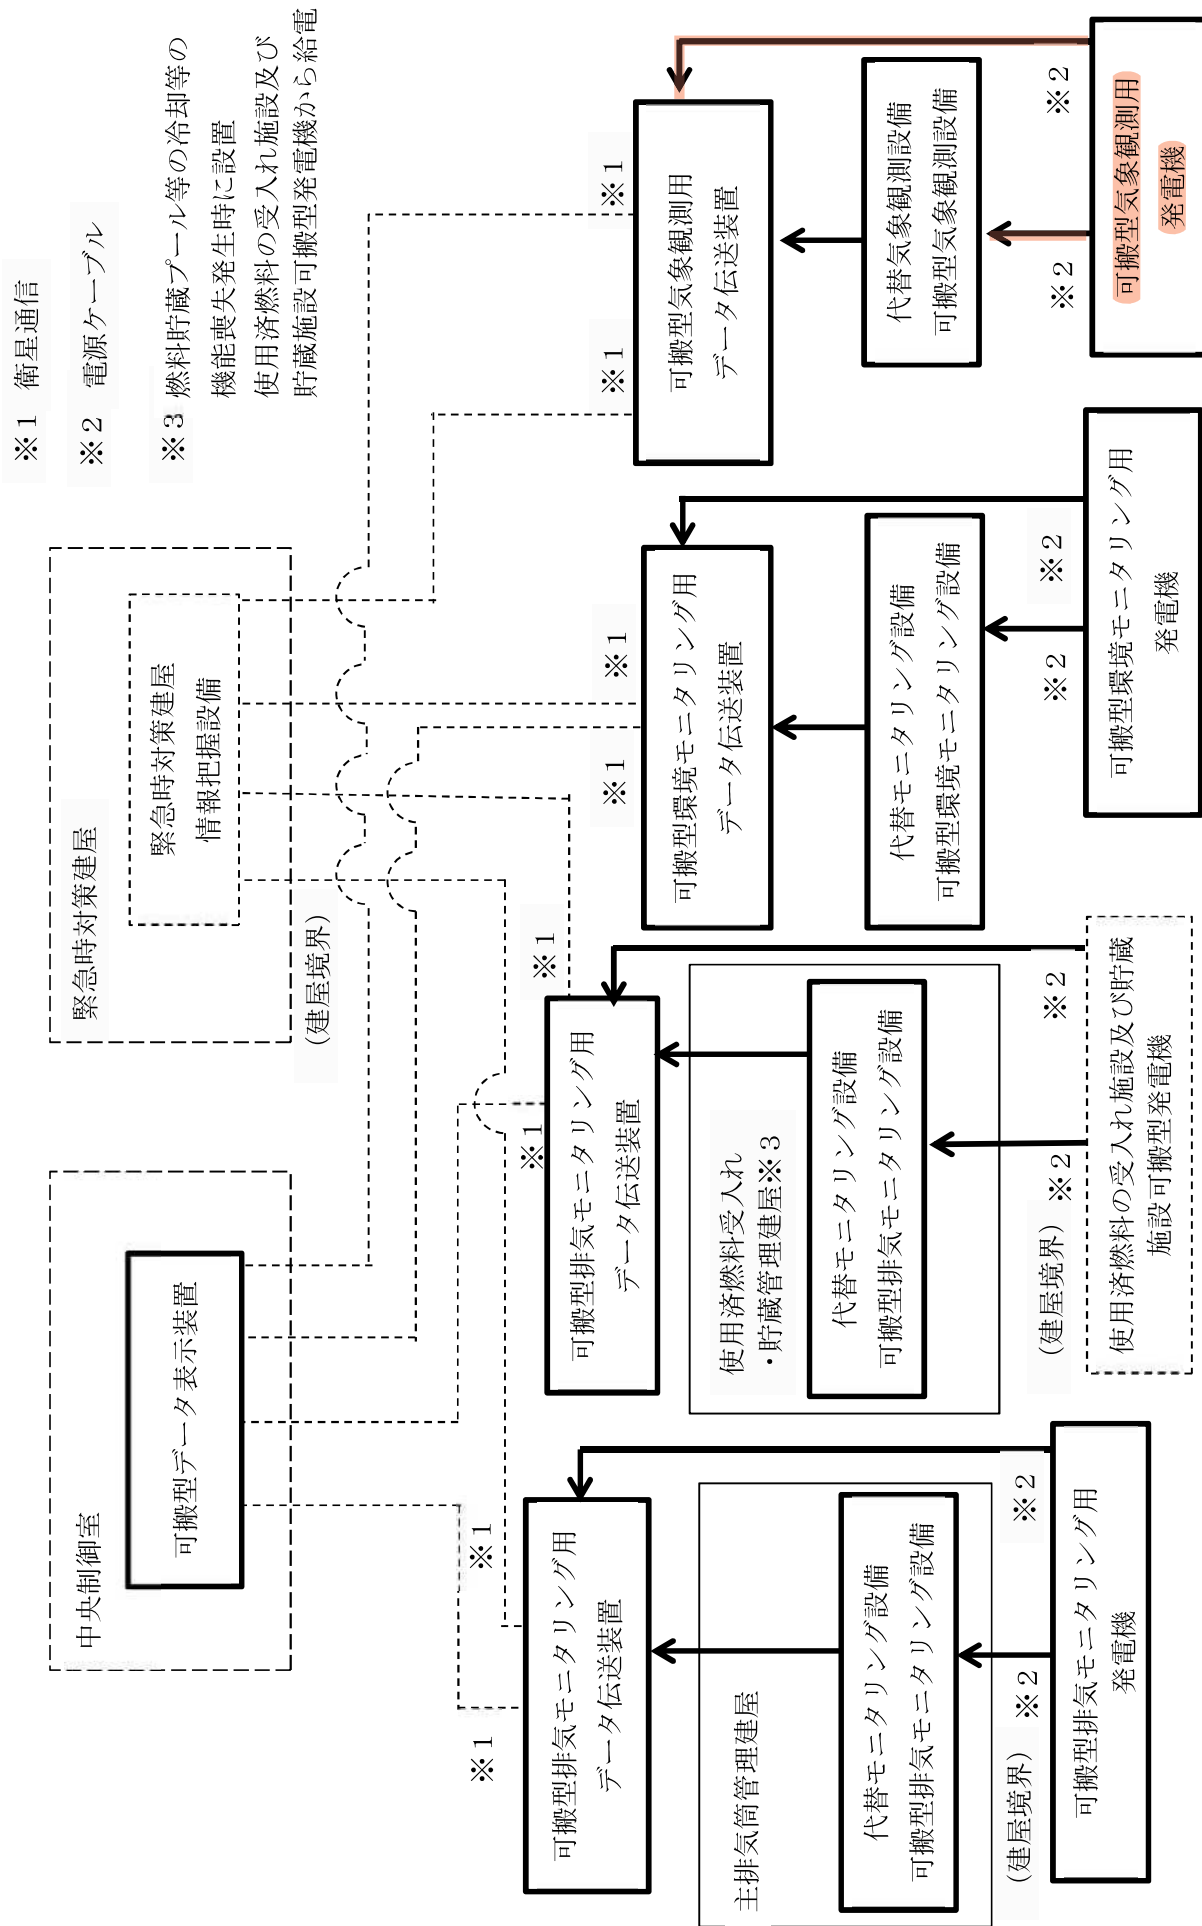 中央制御室
可搬型データ表示装置
緊急時対策建屋
緊急時対策建屋
情報把握設備
(建屋境界)
※1 衛星通信
※2 電源ケーブル
※3 燃料貯蔵プール等の冷却等の
機能喪失発生時に設置
使用済燃料の受入れ施設及び
貯蔵施設可搬型発電機から給電
※1
※1
可搬型排気モニタリング用
データ伝送装置
主排気筒管理建屋
代替モニタリング設備
可搬型排気モニタリング設備
(建屋境界)
※2
※2
可搬型排気モニタリング用
発電機
※1
※1
可搬型排気モニタリング用
データ伝送装置
使用済燃料受入れ
・貯蔵管理建屋※3
代替モニタリング設備
可搬型排気モニタリング設備
(建屋境界)
※2
※2
使用済燃料の受入れ施設及び貯蔵
施設可搬型発電機
※1
※1
可搬型環境モニタリング用
データ伝送装置
代替モニタリング設備
可搬型環境モニタリング設備
※2
※2
可搬型環境モニタリング用
発電機
※1
※1
可搬型気象観測用
データ伝送装置
代替気象観測設備
可搬型気象観測設備
※2
※2
可搬型気象観測用
発電機